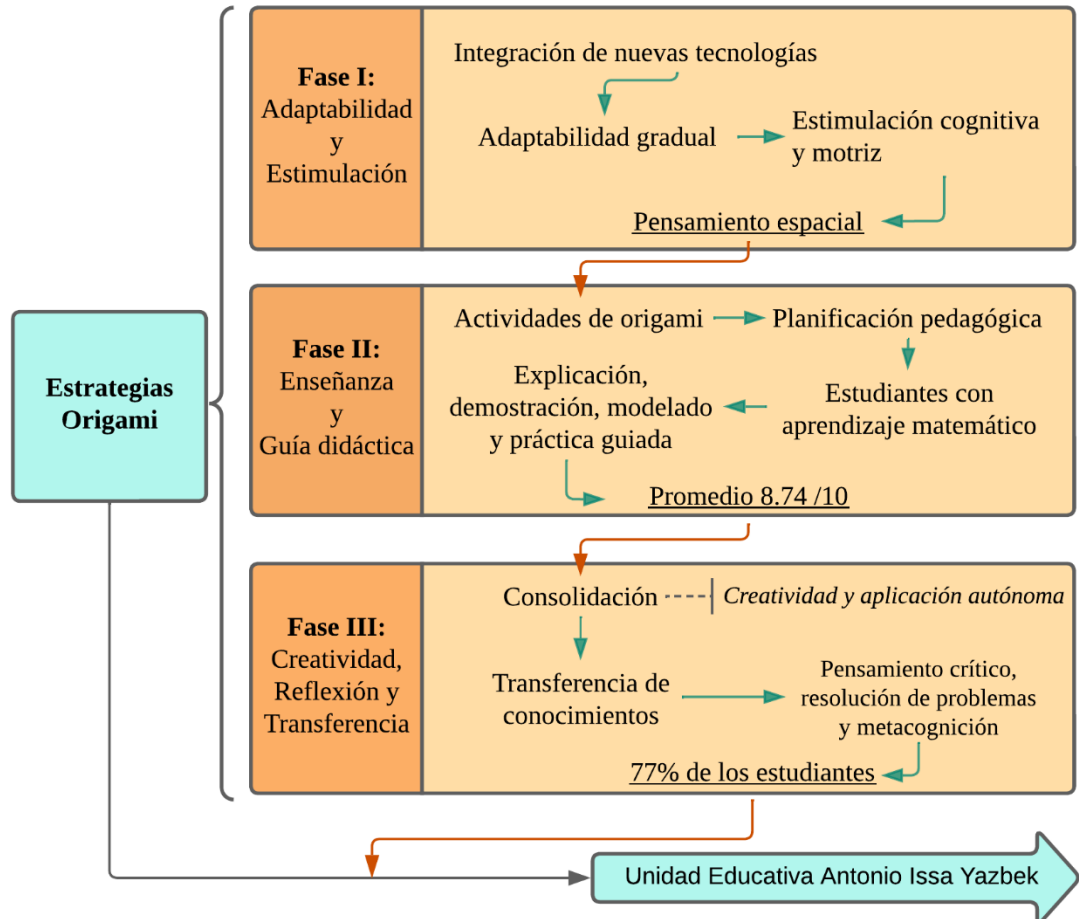 Estrategias
Origami
Fase I:
Adaptabilidad
y
Estimulación
Integración de nuevas tecnologías
Adaptabilidad gradual
Estimulación cognitiva
y motriz
Pensamiento espacial
Fase II:
Enseñanza
y
Guía didáctica
Actividades de origami
Planificación pedagógica
Estudiantes con
aprendizaje matemático
Explicación,
demostración, modelado
y práctica guiada
Promedio 8.74 /10
Fase III:
Creatividad,
Reflexión y
Transferencia
Consolidación
Creatividad y aplicación autónoma
Transferencia de
conocimientos
Pensamiento crítico,
resolución de problemas
y metacognición
77% de los estudiantes
Unidad Educativa Antonio Issa Yazbek